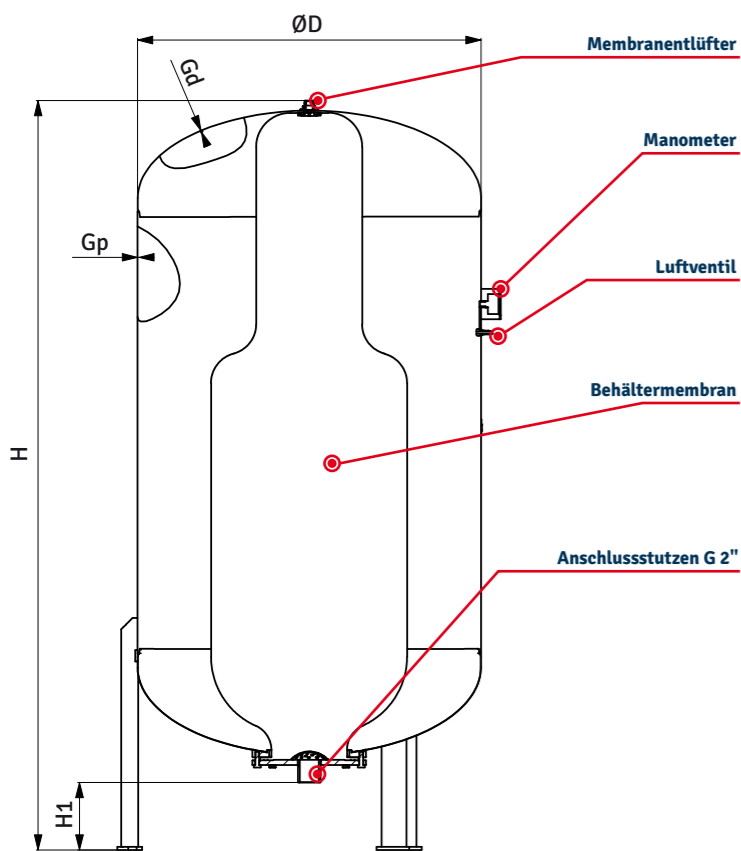 ØD
Membranentlüfter
Gd
Manometer
Gp
Luftventil
Behältermembran
H
Anschlussstutzen G 2"
H1